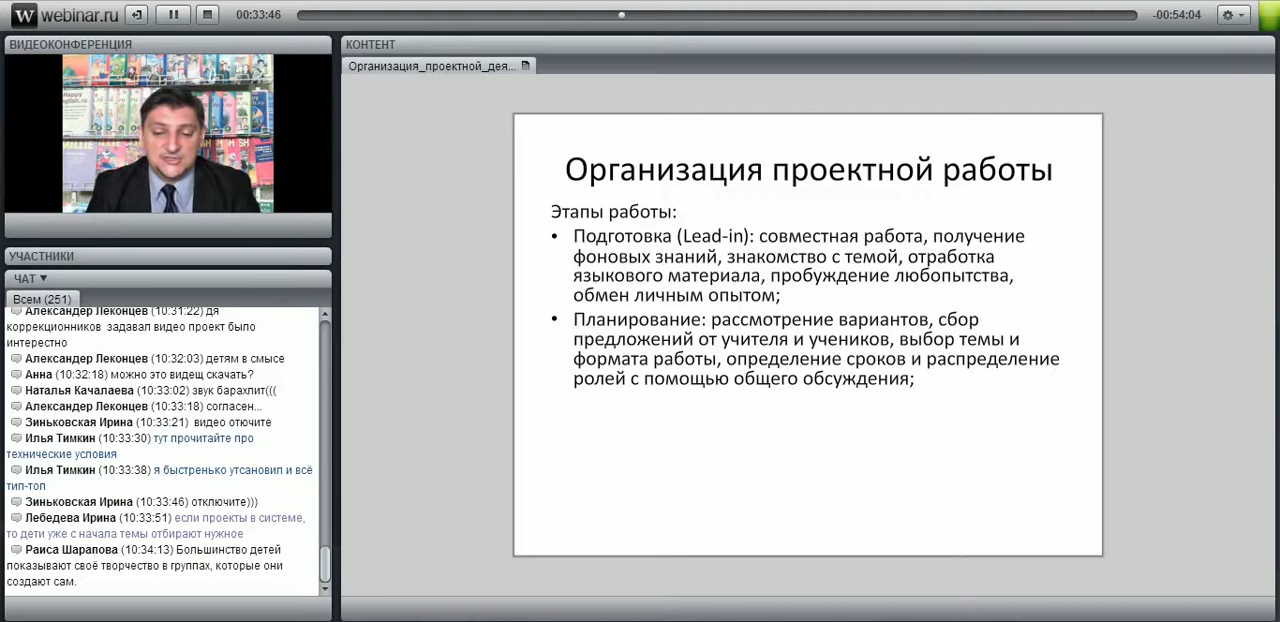 W webinar.ru
00:33:46
-00:54:04
ВИДЕОКОНФЕРЕНЦИЯ
УЧАСТНИКИ
ЧАТ ▼
Всем (251)
Александр Леконцев (10:31:22) дя
коррекционников задавал видео проект было
интерестно
Александр Леконцев (10:32:03) детям в смысе
Анна (10:32:18) можно это видещ скачать?
Наталья Качалаева (10:33:02) звук барахлит(((
Александр Леконцев (10:33:18) согласен...
Зиньковская Ирина (10:33:21) видео отючите
Илья Тимкин (10:33:30) тут прочитайте про
технические условия
Илья Тимкин (10:33:38) я быстренько утсановил и всё
тип-топ
Зиньковская Ирина (10:33:46) отключите)))
Лебедева Ирина (10:33:51) если проекты в системе,
то дети уже с начала темы отбирают нужное
Раиса Шарапова (10:34:13) Большинство детей
показывают своё творчество в группах, которые они
создают сам.
КОНТЕНТ
Организация_проектной_дея...
Организация проектной работы
Этапы работы:
• Подготовка (Lead-in): совместная работа, получение
фоновых знаний, знакомство с темой, отработка
языкового материала, пробуждение любопытства,
обмен личным опытом;
• Планирование: рассмотрение вариантов, сбор
предложений от учителя и учеников, выбор темы и
формата работы, определение сроков и распределение
ролей с помощью общего обсуждения;